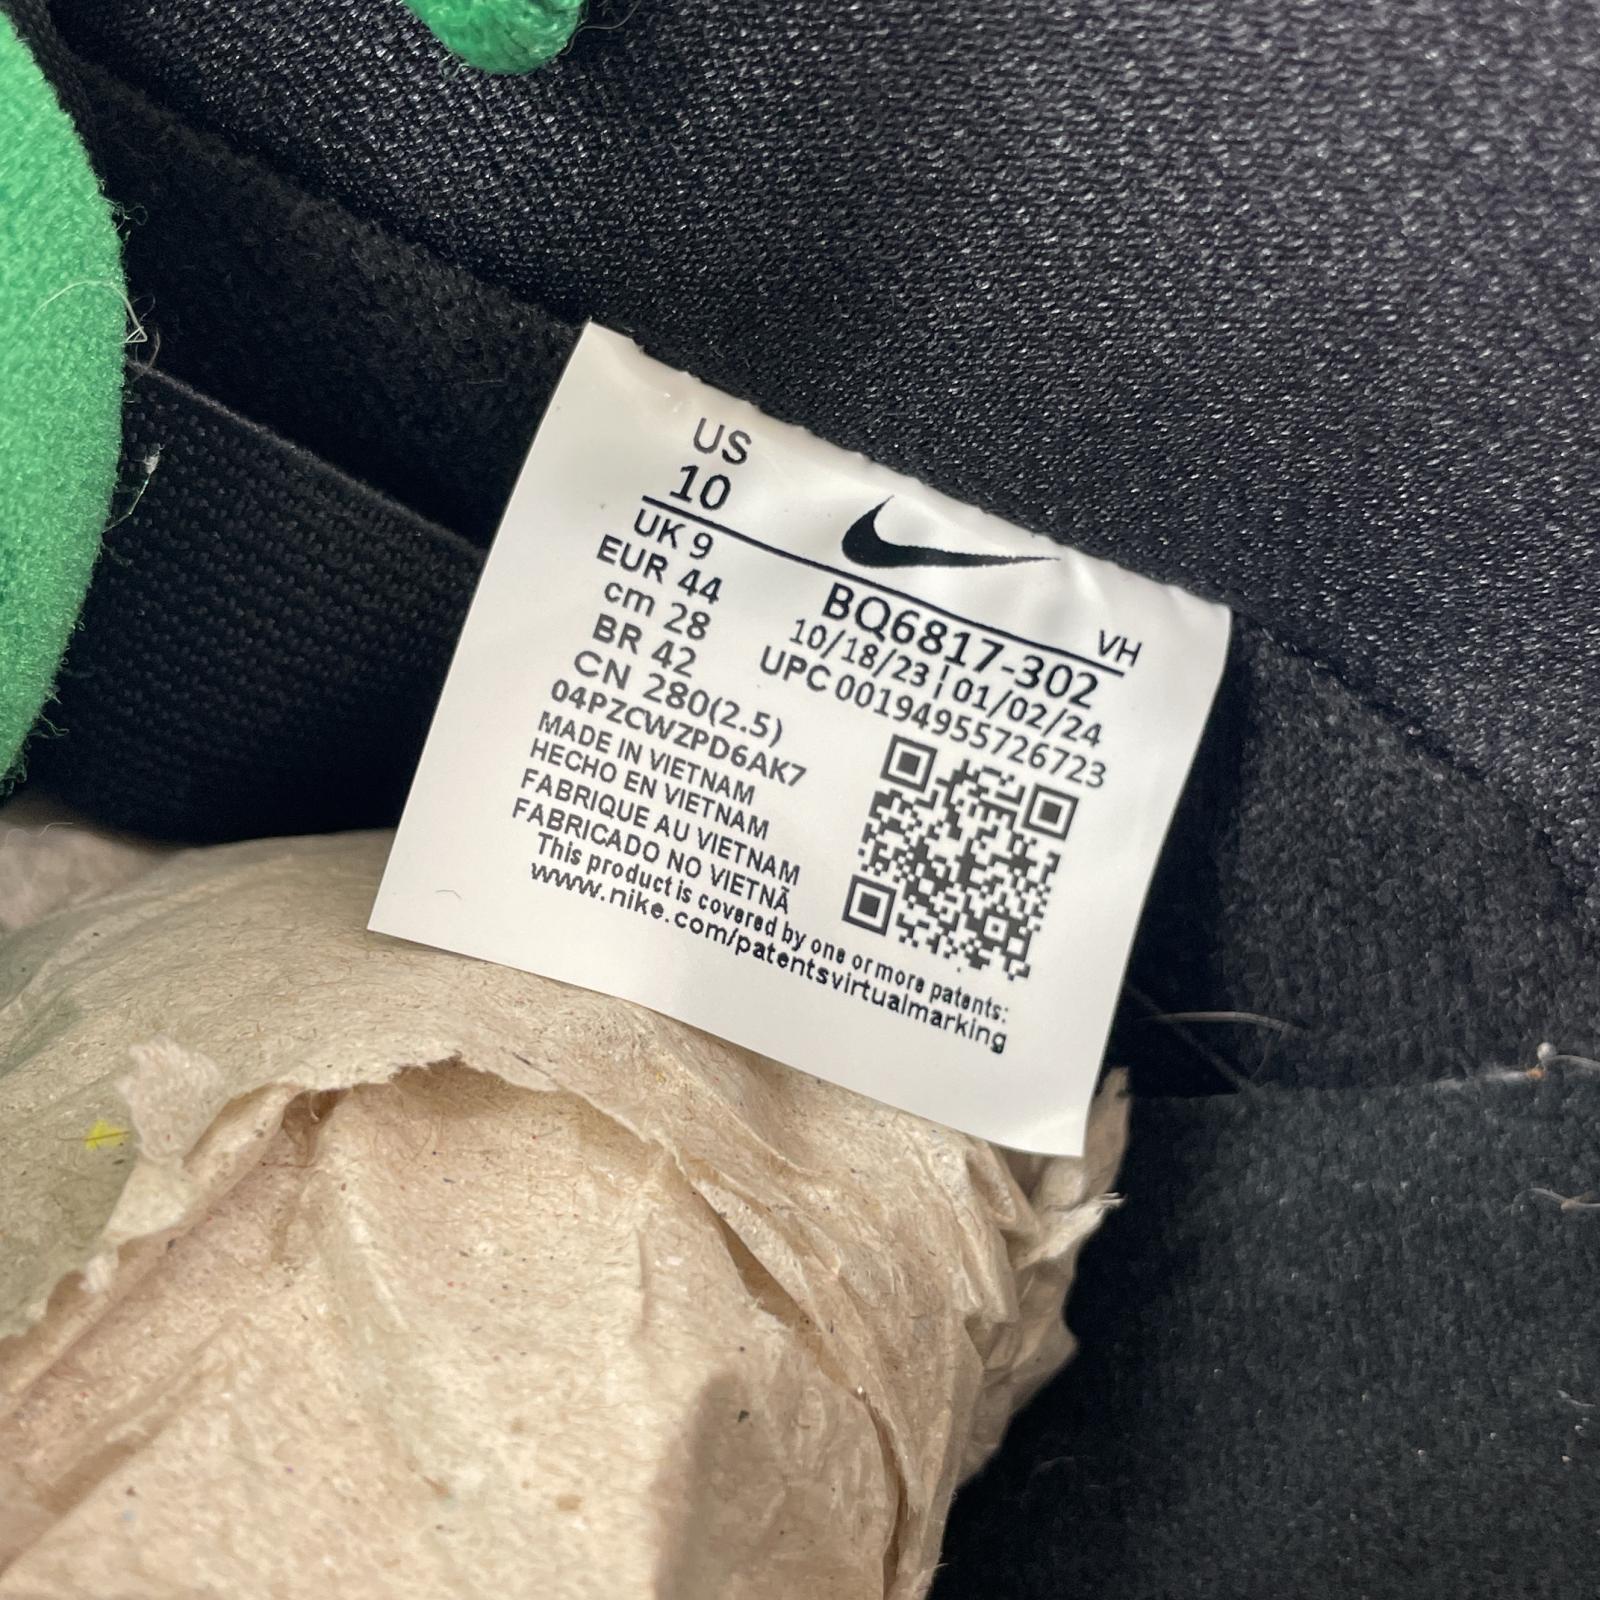 US
10
UK 9
EUR 44
cm 28
BR 42
CN 280(2.5)
04PZCWZPD6AK7
MADE IN VIETNAM
HECHO EN VIETNAM
FABRIQUE AU VIETNAM
FABRICADO NO VIETNÃ
This product is covered by one or more patents:
www.nike.com/patentsvirtualmarking
VH
BQ6817-302
10/18/23 ¦ 01/02/24
UPC 00194955726723